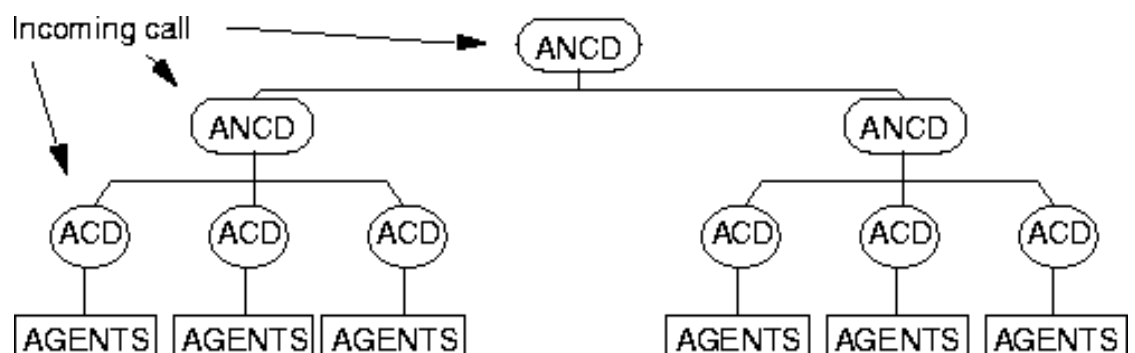 Incoming call
ANCD
ANCD
ANCD
ACD
ACD
ACD
ACD
ACD
ACD
AGENTS
AGENTS
AGENTS
AGENTS
AGENTS
AGENTS